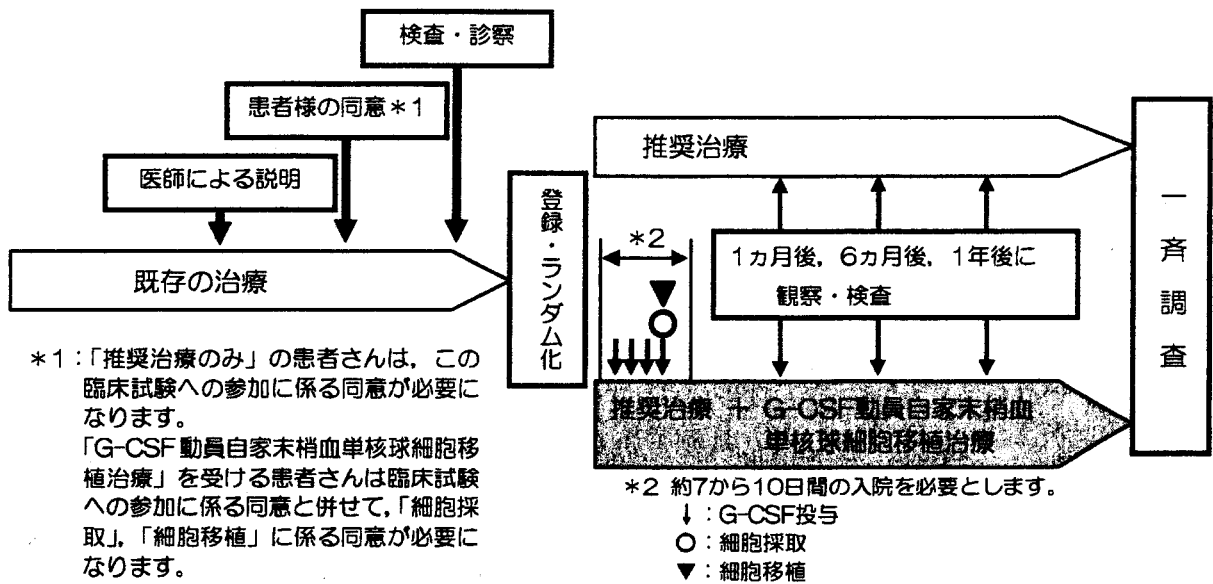 検査・診察
患者様の同意*1
医師による説明
既存の治療
登録・ランダム化
推奨治療
*2
1ヵ月後，6ヵ月後，1年後に
観察・検査
推奨治療 + G-CSF動員自家末梢血
単核球細胞移植治療
一斉調査
*1：「推奨治療のみ」の患者さんは，この
臨床試験への参加に係る同意が必要に
なります。
「G-CSF動員自家末梢血単核球細胞移
植治療」を受ける患者さんは臨床試験
への参加に係る同意と併せて，「細胞採
取」，「細胞移植」に係る同意が必要に
なります。
*2 約7から10日間の入院を必要とします。
↓：G-CSF投与
○：細胞採取
▼：細胞移植